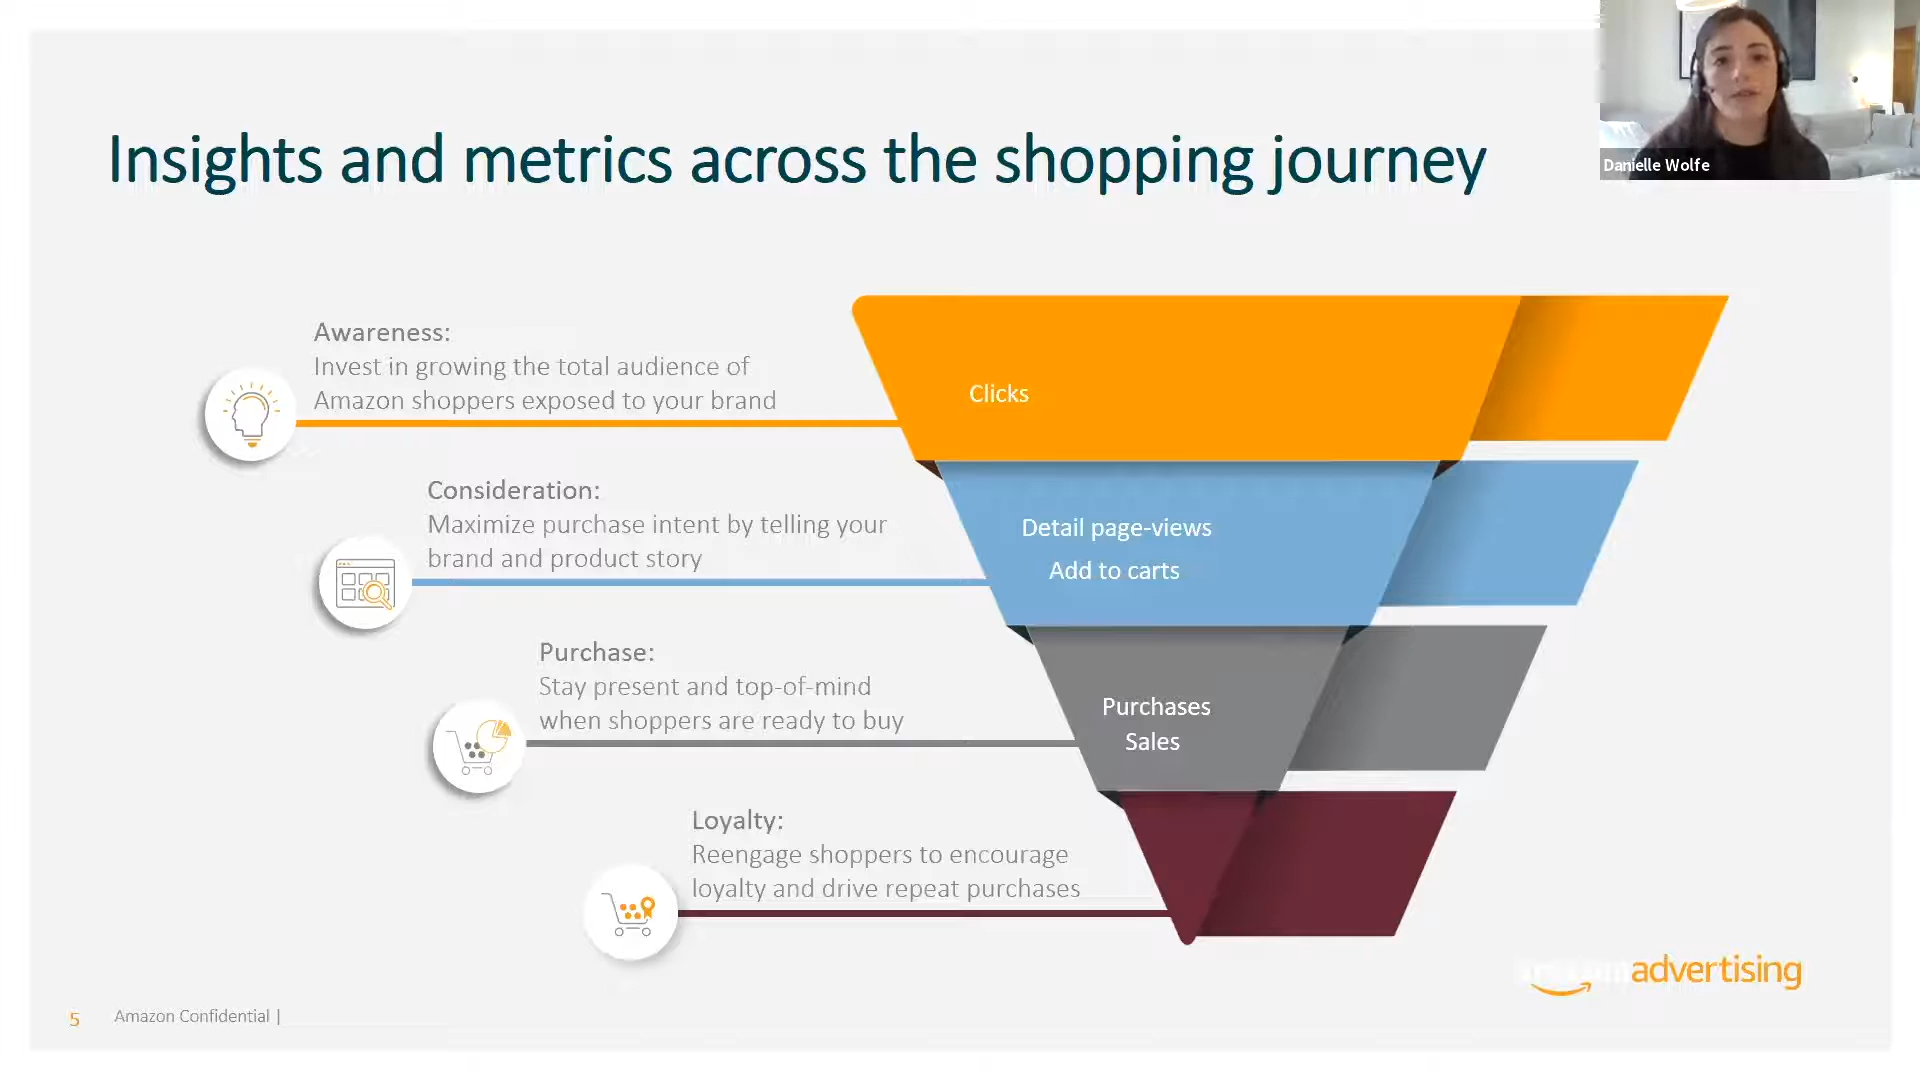 Danielle Wolfe
Insights and metrics across the shopping journey
Awareness:
Invest in growing the total audience of
Amazon shoppers exposed to your brand
Clicks
Consideration:
Maximize purchase intent by telling your
brand and product story
Detail page-views
Add to carts
Purchase:
Stay present and top-of-mind
when shoppers are ready to buy
Purchases
Sales
Loyalty:
Reengage shoppers to encourage
loyalty and drive repeat purchases
advertising
5 Amazon Confidential |